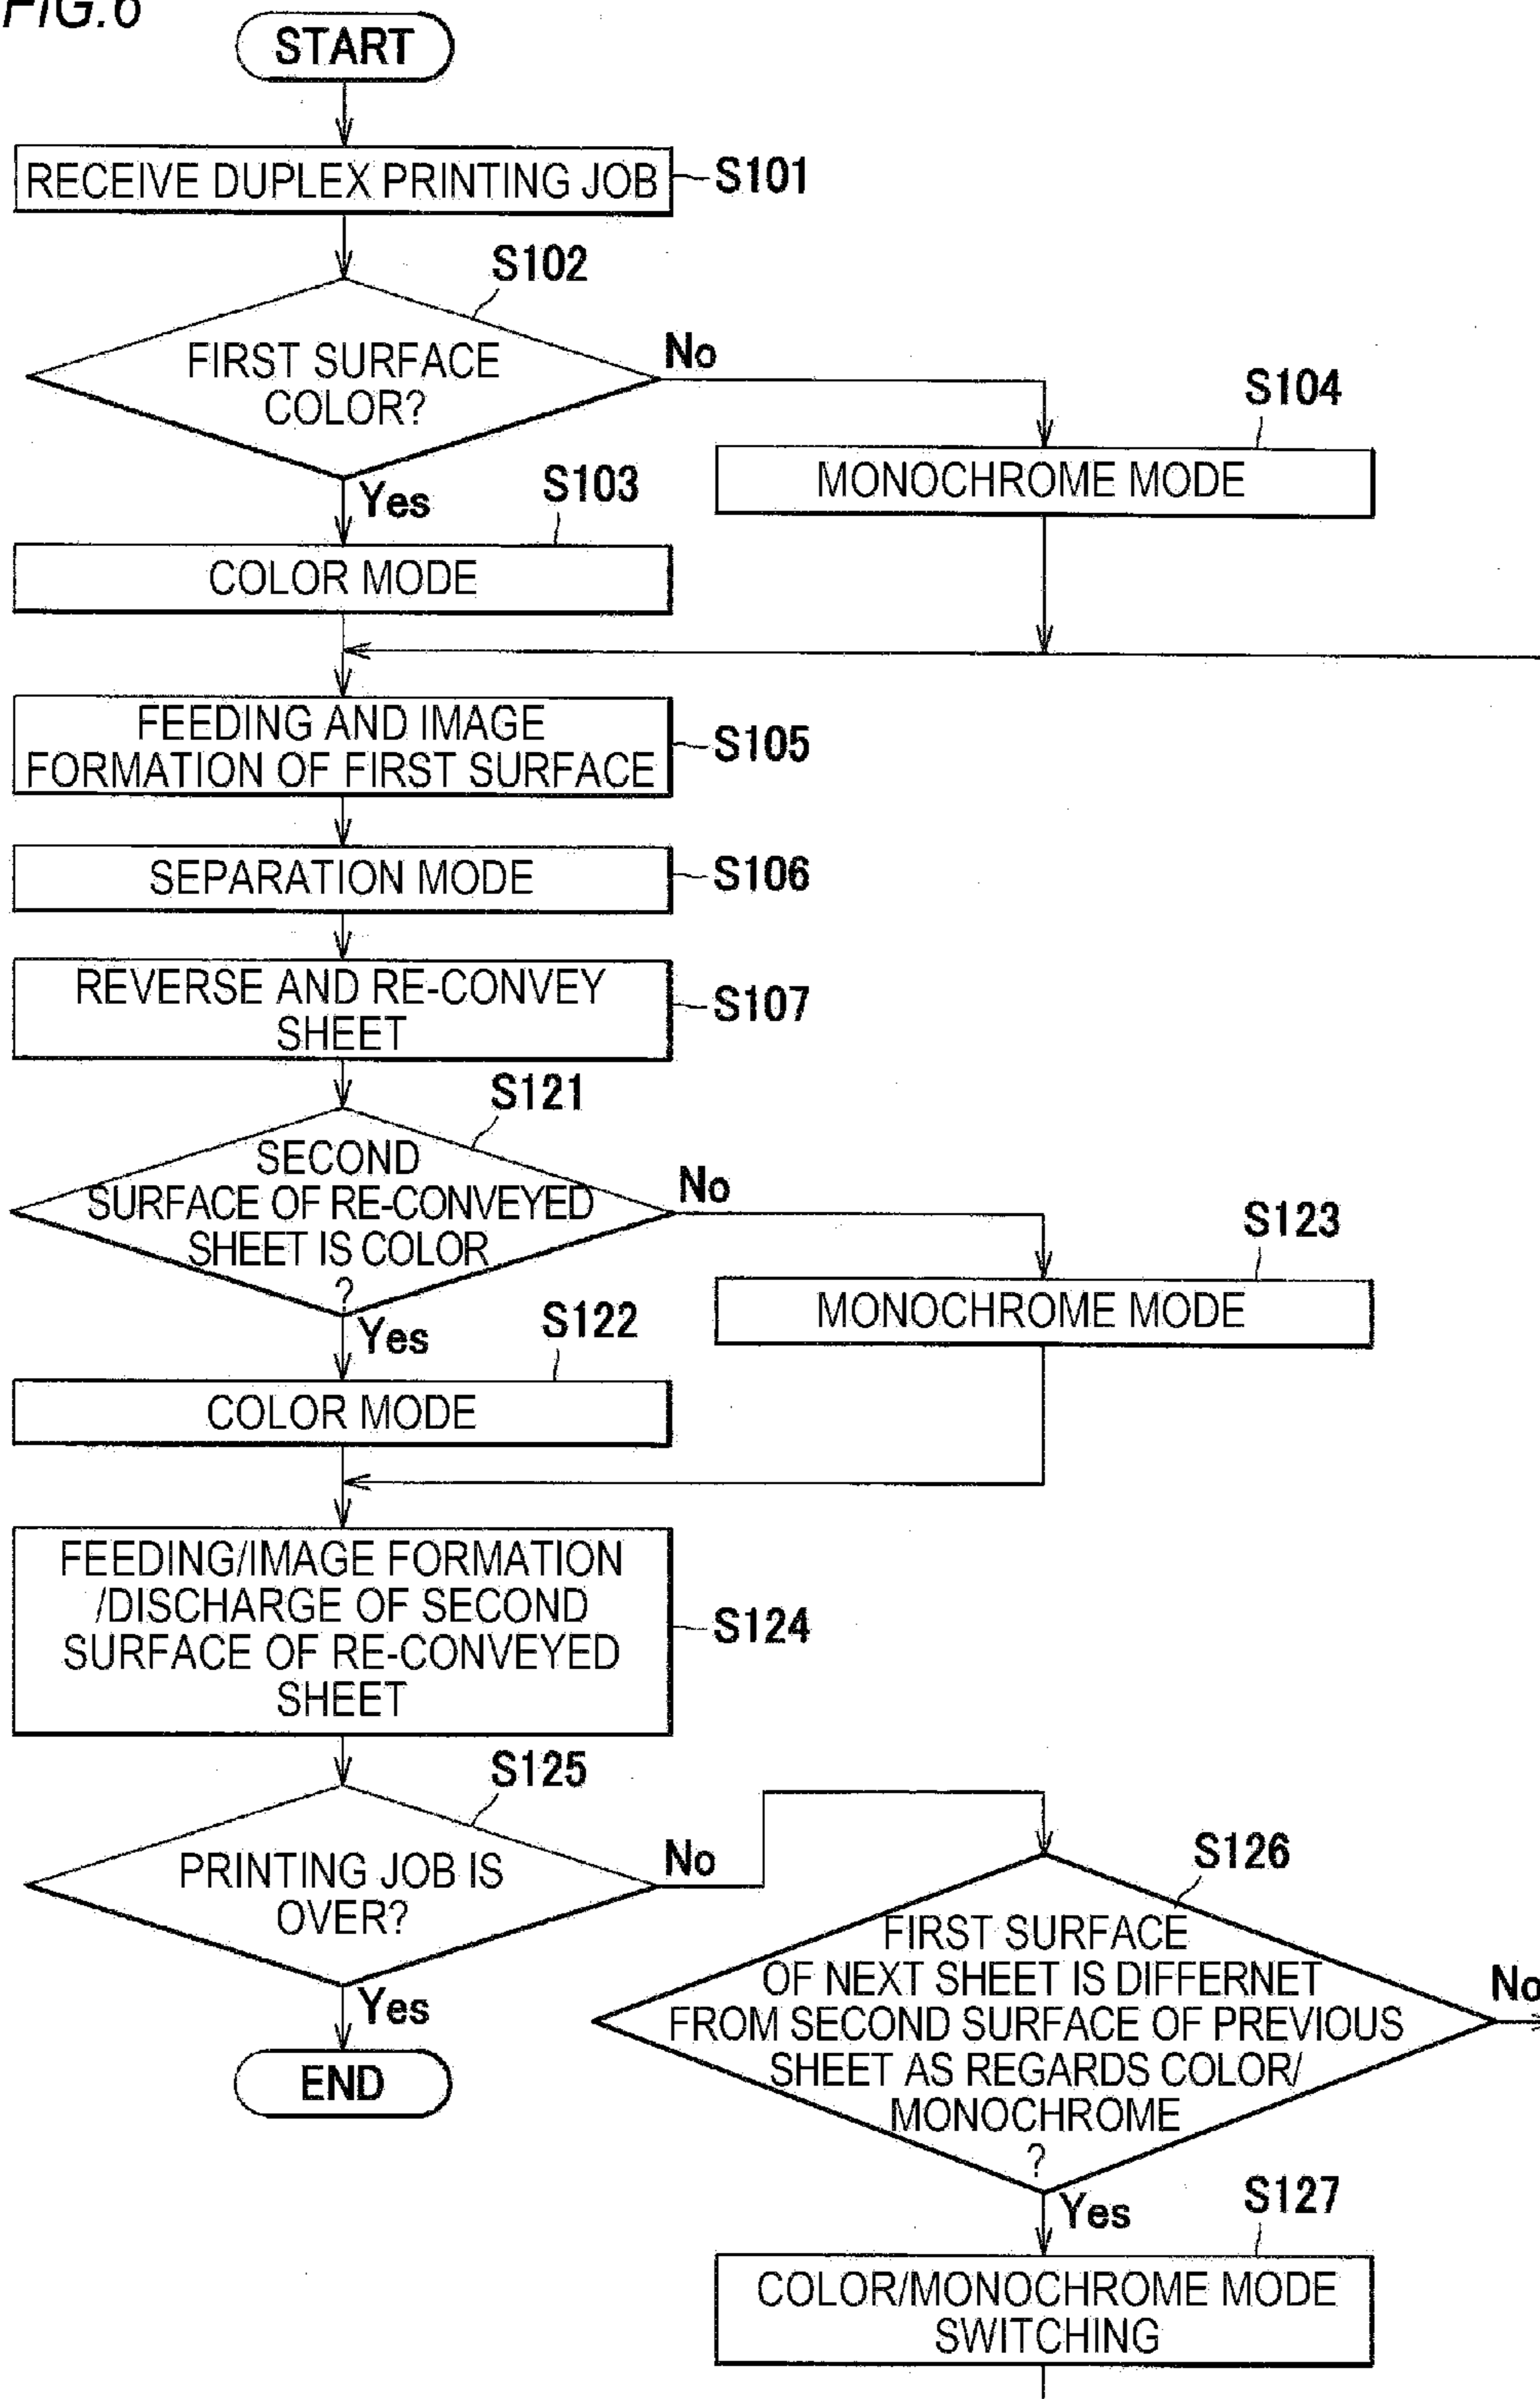 FIG.6
START
RECEIVE DUPLEX PRINTING JOB
S101
S102
FIRST SURFACE
COLOR?
No
Yes
S104
MONOCHROME MODE
S103
COLOR MODE
FEEDING AND IMAGE
FORMATION OF FIRST SURFACE
S105
SEPARATION MODE
S106
REVERSE AND RE-CONVEY
SHEET
S107
S121
SECOND
SURFACE OF RE-CONVEYED
SHEET IS COLOR
?
No
Yes
S123
MONOCHROME MODE
S122
COLOR MODE
FEEDING/IMAGE FORMATION
/DISCHARGE OF SECOND
SURFACE OF RE-CONVEYED
SHEET
S124
S125
PRINTING JOB IS
OVER?
No
Yes
END
S126
FIRST SURFACE
OF NEXT SHEET IS DIFFERNET
FROM SECOND SURFACE OF PREVIOUS
SHEET AS REGARDS COLOR/
MONOCHROME
?
No
Yes
S127
COLOR/MONOCHROME MODE
SWITCHING